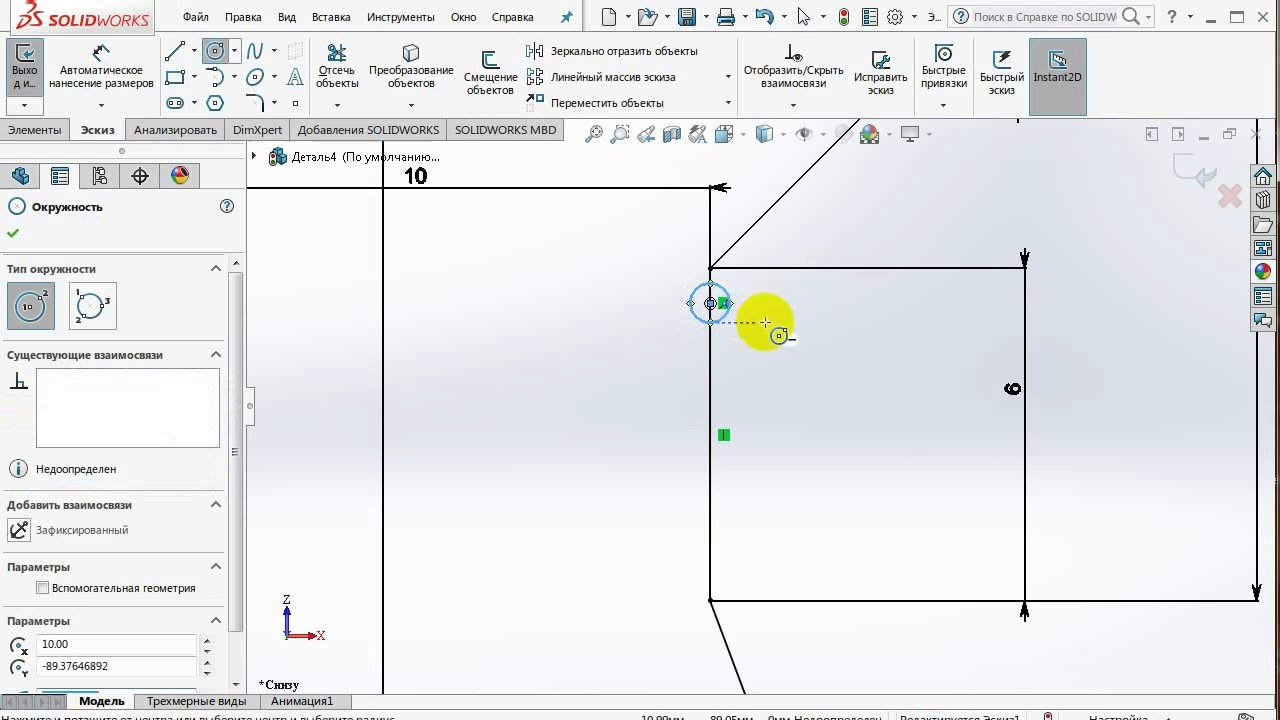 SOLIDWORKS
Файл Правка Вид Вставка Инструменты Окно Справка Э... Поиск в Справке по SOLIDW
Выхо
д и...
Автоматическое
нанесение размеров
Отсечь
объекты
Преобразование
объектов
Смещение
объектов
Зеркально отразить объекты
Линейный массив эскиза
Переместить объекты
Отобразить/Скрыть
взаимосвязи
Исправить
эскиз
Быстрые
привязки
Быстрый
эскиз
Instant2D
Элементы Эскиз Анализировать DimXpert Добавления SOLIDWORKS SOLIDWORKS MBD
Деталь4 (По умолчанию...
10
6
Окружность
Тип окружности
Существующие взаимосвязи
Недоопределен
Добавить взаимосвязи
Зафиксированный
Параметры
Вспомогательная геометрия
Параметры
10.00
-89.37646892
Z
X
*Снизу
Модель Трехмерные виды Анимация1